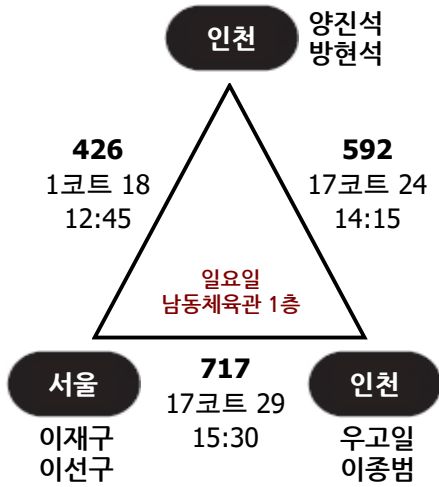 인천
양진석
방현석
426
1코트 18
12:45
592
17코트 24
14:15
일요일
남동체육관 1층
서울
이재구
이선구
717
17코트 29
15:30
인천
우고일
이종범